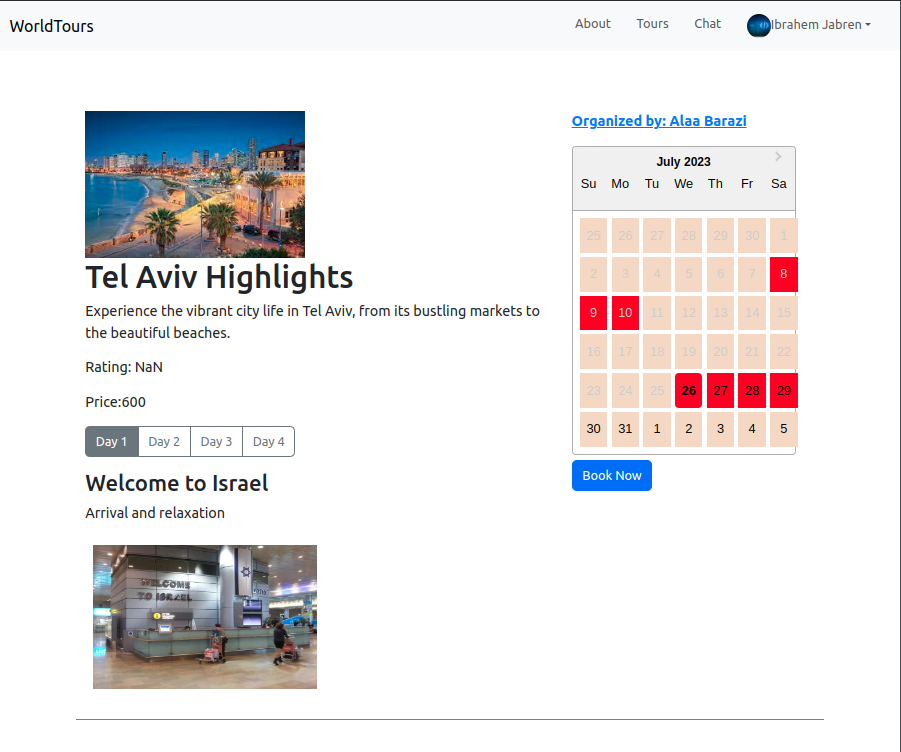 WorldTours
About Tours Chat Ibrahem Jabren
Tel Aviv Highlights
Experience the vibrant city life in Tel Aviv, from its bustling markets to
the beautiful beaches.
Rating: NaN
Price:600
Day 1 Day 2 Day 3 Day 4
Welcome to Israel
Arrival and relaxation
WELCOME
TO ISRAEL
Organized by: Alaa Barazi
July 2023
Su Mo Tu We Th Fr Sa
25 26 27 28 29 30 1
2 3 4 5 6 7 8
9 10 11 12 13 14 15
16 17 18 19 20 21 22
23 24 25 26 27 28 29
30 31 1 2 3 4 5
Book Now